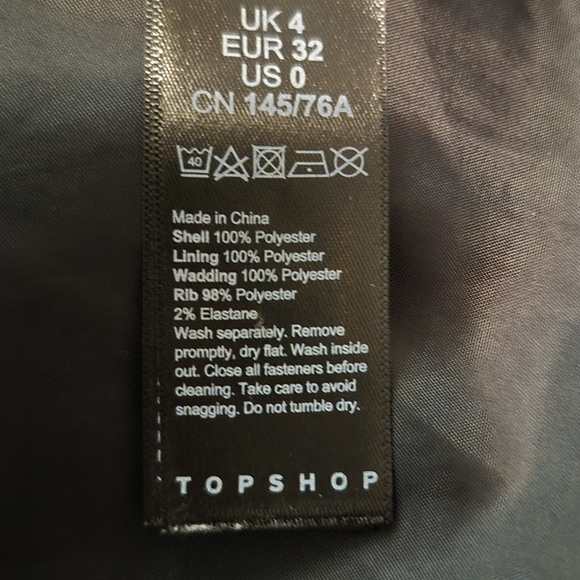 UK 4
EUR 32
US 0
CN 145/76A
40
Made in China
Shell 100% Polyester
Lining 100% Polyester
Wadding 100% Polyester
Rib 98% Polyester
2% Elastane
Wash separately. Remove
promptly, dry flat. Wash inside
out. Close all fasteners before
cleaning. Take care to avoid
snagging. Do not tumble dry.
TOPSHOP